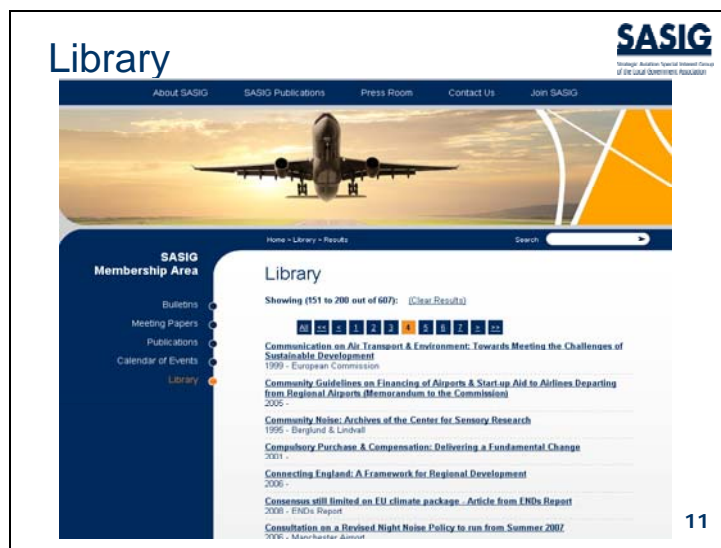 Library
SASIG
Strategic Aviation Special Interest Group
of the Local Government Association
About SASIG SASIG Publications Press Room Contact Us Join SASIG
Home > Library > Results
Search
SASIG
Membership Area
Bulletins
Meeting Papers
Publications
Calendar of Events
Library
Library
Showing (151 to 200 out of 607): (Clear Results)
All << < 1 2 3 4 5 6 7 > >>
Communication on Air Transport & Environment: Towards Meeting the Challenges of
Sustainable Development
1999 - European Commission
Community Guidelines on Financing of Airports & Start-up Aid to Airlines Departing
from Regional Airports (Memorandum to the Commission)
2005 -
Community Noise: Archives of the Center for Sensory Research
1995 - Berglund & Lindvall
Compulsory Purchase & Compensation: Delivering a Fundamental Change
2001 -
Connecting England: A Framework for Regional Development
2006 -
Consensus still limited on EU climate package - Article from ENDs Report
2008 - ENDs Report
Consultation on a Revised Night Noise Policy to run from Summer 2007
2006 - Manchester Airport
11